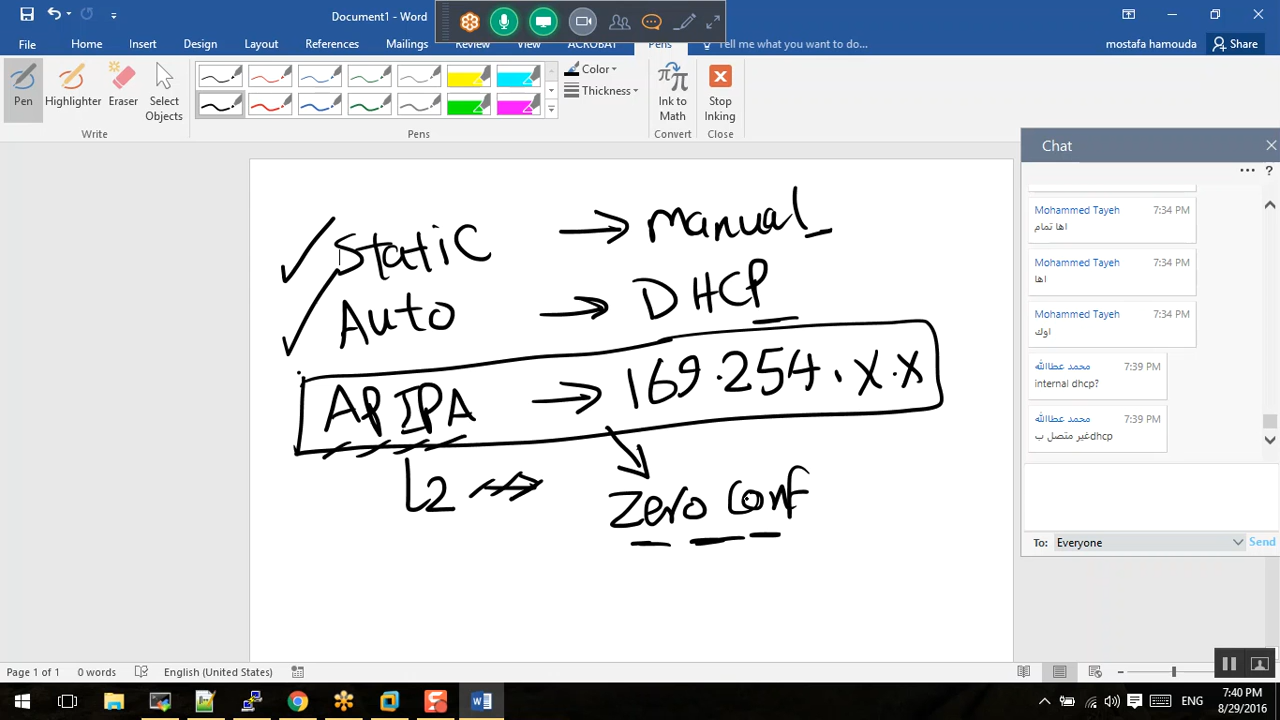 Document1 - Word
File
Home
Insert
Design
Layout
References
Mailings
Review
View
ACROBAT
Pens
Tell me what you want to do...
mostafa hamouda
Share
Pen
Highlighter
Eraser
Select Objects
Color
Thickness
Ink to Math
Stop Inking
Write
Pens
Convert
Close
Static → manual
Auto → DHCP
APIPA → 169.254.X.X
L2
Zero conf
Chat
Mohammed Tayeh 7:34 PM
اها تمام
Mohammed Tayeh 7:34 PM
اها
Mohammed Tayeh 7:34 PM
اوك
محمد عطاالله 7:39 PM
internal dhcp?
محمد عطاالله 7:39 PM
غير متصل بdhcp
To: Everyone
Send
Page 1 of 1
0 words
English (United States)
100%
ENG
7:40 PM
8/29/2016